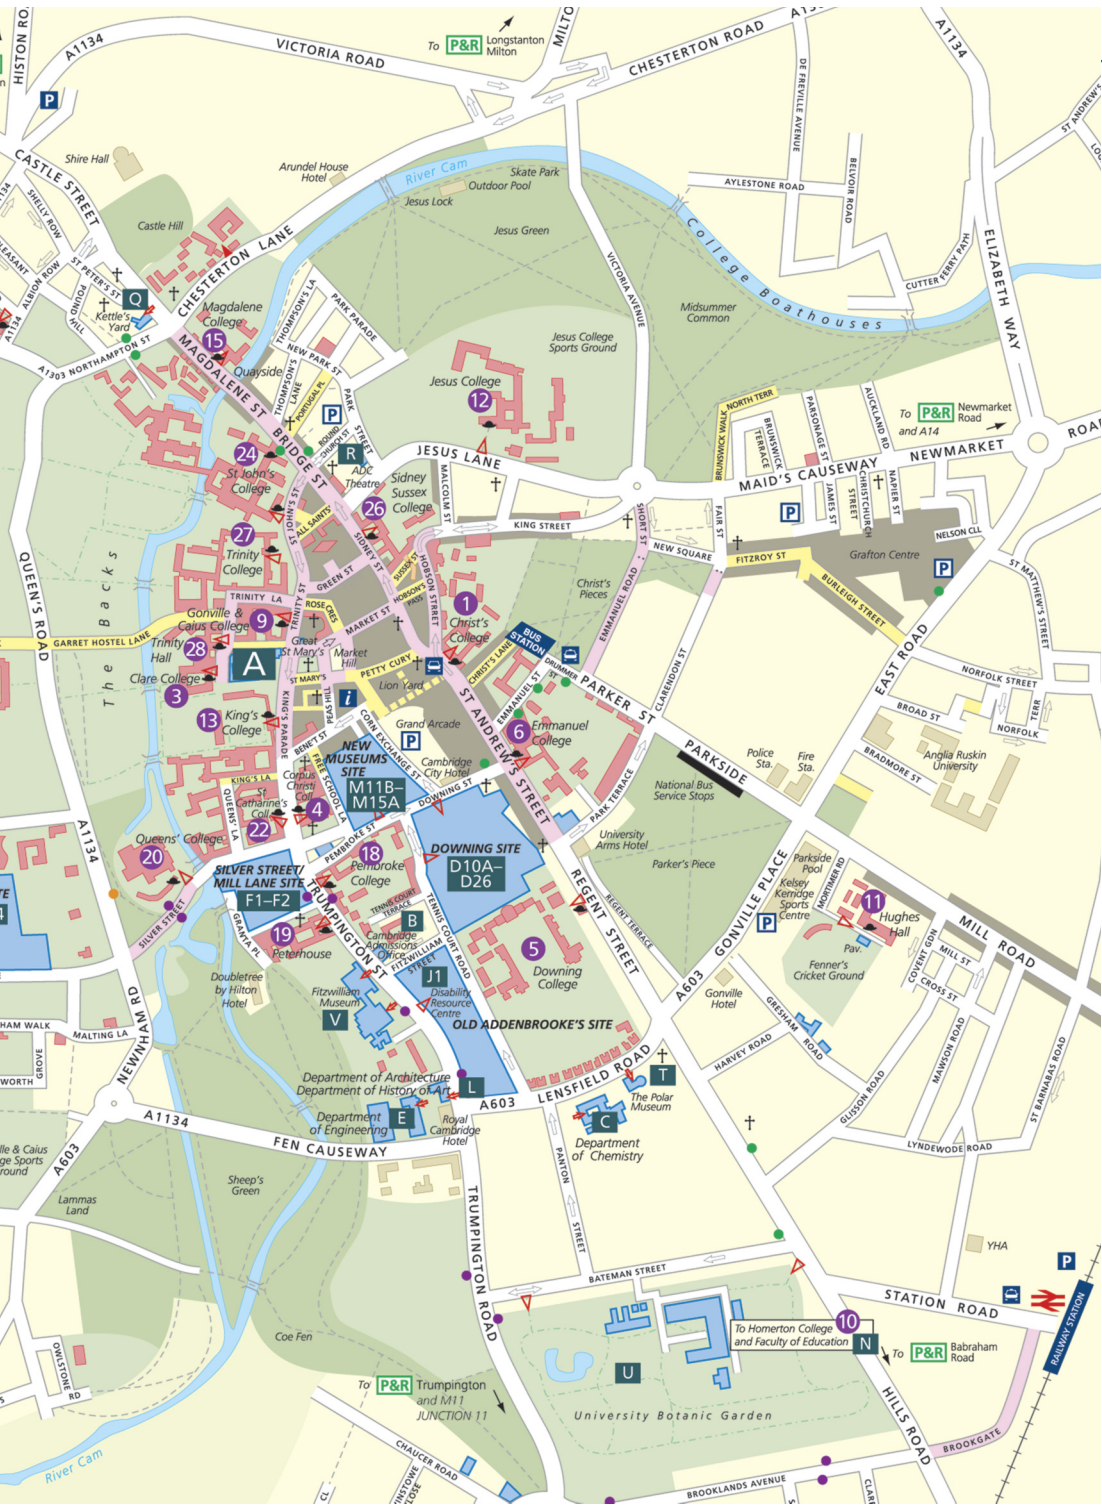 HISTON RO
A1134
VICTORIA ROAD
To P&R Longstanton
Milton
MILTO
CHESTERTON ROAD
A13
A1134
ST ANDREW'S
P
CASTLE STREET
Shire Hall
Arundel House
Hotel
River Cam
Skate Park
Outdoor Pool
Jesus Lock
Jesus Green
DE FREVILLE AVENUE
BELVOIR ROAD
AYLESTONE ROAD
ELIZABETH WAY
CUTTER FERRY PATH
College Boathouses
SHELLY ROW
ALBION ROW
ST PETER'S ST
POUND HILL
Castle Hill
CHESTERTON LANE
Q
Kettle's
Yard
Magdalene
College
15
Quayside
A1303 NORTHAMPTON ST
A1134
THOMPSON'S LA
PARK PARADE
NEW PARK ST
THOMPSON'S
LANE
PORTUGAL PL
PARK
STREET
MAGDALENE ST
BRIDGE ST
P
ROUND
CHURCH ST
R
ADC
Theatre
VICTORIA AVENUE
Midsummer
Common
Jesus College
Sports Ground
Jesus College
12
JESUS LANE
MALCOLM ST
KING STREET
NORTH TERR
BRUNSWICK WALK
BRUNSWICK
TERRACE
PARSONAGE ST
AUCKLAND RD
To P&R Newmarket
Road
and A14
NEWMARKET
ROAD
MAID'S CAUSEWAY
JAMES ST
CHRISTCHURCH
STREET
NAPIER ST
FAIR ST
SHORT ST
NEW SQUARE
FITZROY ST
BURLEIGH STREET
Grafton Centre
NELSON CLL
P
P
ST MATTHEW'S STREET
24
St John's
College
ST JOHN'S ST
ALL SAINTS'
Sidney
Sussex
College
26
SIDNEY ST
SUSSEX ST
HOBSON STRRET
HOBSON'S
PASS
27
Trinity
College
GREEN ST
TRINITY LA
TRINITY ST
ROSE CRES
MARKET ST
QUEEN'S ROAD
The Backs
GARRET HOSTEL LANE
Gonville &
Caius College
9
Trinity
Hall
28
A
Clare College
3
Great
St Mary's
ST MARY'S
Market
Hill
PETTY CURY
Lion Yard
PEAS HILL
i
13
King's
College
KING'S PARADE
1
Christ's
College
CHRIST'S LANE
BUS
STATION
DRUMMER
ST
EMMANUEL ST
Christ's
Pieces
EMMANUEL ROAD
PARKER ST
CLARENDON ST
6
Emmanuel
College
ST ANDREW'S STREET
EAST ROAD
NORFOLK STREET
BROAD ST
NORFOLK
TERR
BRADMORE ST
Anglia Ruskin
University
PARKSIDE
Police
Sta.
Fire
Sta.
National Bus
Service Stops
BENE'T ST
CORN EXCHANGE ST
Grand Arcade
P
NEW
MUSEUMS
SITE
M11B–
M15A
Cambridge
City Hotel
DOWNING ST
KING'S LA
QUEENS' LA
Corpus
Christi
Coll.
4
FREE SCHOOL LA
St
Catharine's
Coll.
22
Queens' College
20
PEMBROKE ST
18
Pembroke
College
DOWNING SITE
D10A–
D26
PARK TERRACE
University
Arms Hotel
Parker's Piece
GONVILLE PLACE
P
Parkside
Pool
Kelsey
Kerridge
Sports
Centre
MORTIMER RD
11
Hughes
Hall
Pav.
Fenner's
Cricket Ground
MILL ROAD
COVENT GDN
MILL ST
CROSS ST
A1134
SILVER STREET/
MILL LANE SITE
F1–F2
SILVER STREET
GRANTA PL
TRUMPINGTON ST
TENNIS COURT
TERRACE
TENNIS COURT ROAD
B
Cambridge
Admissions
Office
FITZWILLIAM
STREET
19
Peterhouse
Doubletree
by Hilton
Hotel
Fitzwilliam
Museum
V
J1
Disability
Resource
Centre
OLD ADDENBROOKE'S SITE
5
Downing
College
REGENT STREET
REGENT TERRACE
A603
Gonville
Hotel
GRESHAM
ROAD
HARVEY ROAD
GLISSON ROAD
MAWSON ROAD
ST BARNABAS ROAD
LYNDEWODE ROAD
HAM WALK
MALTING LA
GROVE
WORTH
NEWNHAM RD
Department of Architecture
Department of History of Art
L
Department
of Engineering
E
Royal
Cambridge
Hotel
A603
LENSFIELD ROAD
T
The Polar
Museum
C
Department
of Chemistry
A1134
FEN CAUSEWAY
A603
Sheep's
Green
Lammas
Land
PANTON
STREET
TRUMPINGTON ROAD
BATEMAN STREET
YHA
P
STATION ROAD
RAILWAY STATION
10
To Homerton College
and Faculty of Education
N
To P&R Babraham
Road
U
University Botanic Garden
HILLS ROAD
BROOKGATE
BROOKLANDS AVENUE
Coe Fen
To P&R Trumpington
and M11
JUNCTION 11
CHAUCER ROAD
OWLSTONE
RD
River Cam